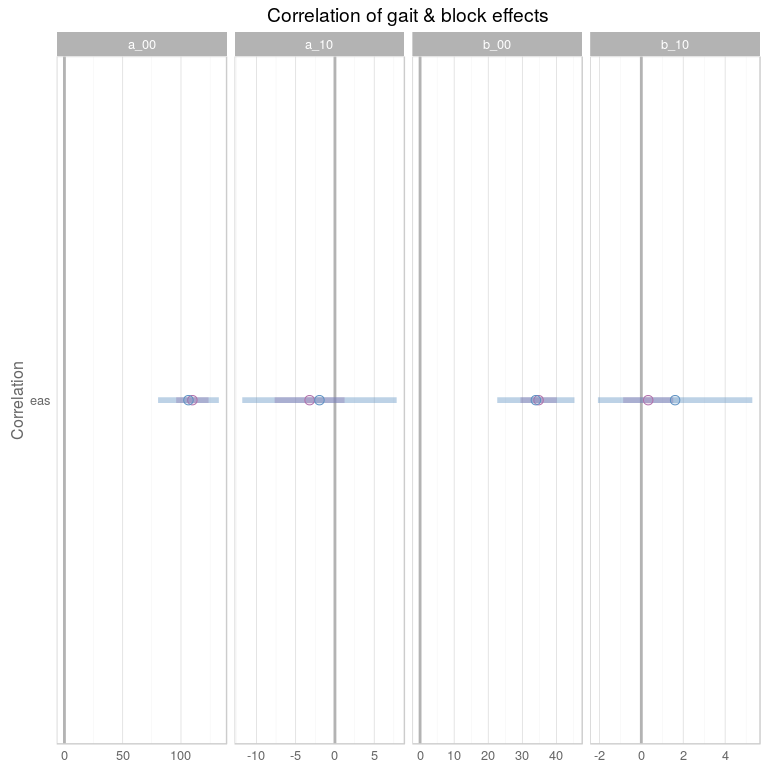 Correlation of gait & block effects
a_00 a_10 b_00 b_10
Correlation
eas
0 50 100 -10 -5 0 5 0 10 20 30 40 -2 0 2 4